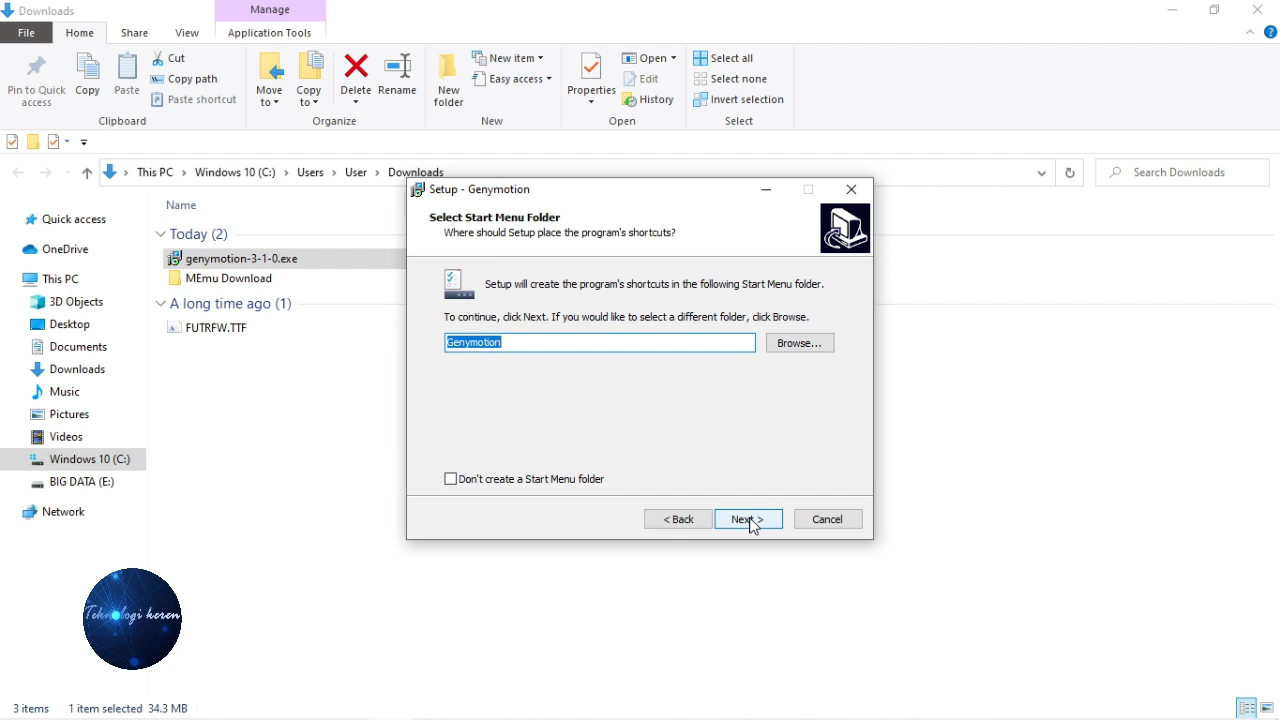 Downloads
Manage
File
Home
Share
View
Application Tools
Pin to Quick access
Copy
Paste
Cut
Copy path
Paste shortcut
Clipboard
Move to
Copy to
Delete
Rename
Organize
New folder
New item
Easy access
New
Properties
Open
Edit
History
Open
Select all
Select none
Invert selection
Select
This PC > Windows 10 (C:) > Users > User > Downloads
Search Downloads
Quick access
OneDrive
This PC
3D Objects
Desktop
Documents
Downloads
Music
Pictures
Videos
Windows 10 (C:)
BIG DATA (E:)
Network
Name
Today (2)
genymotion-3-1-0.exe
MEmu Download
A long time ago (1)
FUTRFW.TTF
Setup - Genymotion
Select Start Menu Folder
Where should Setup place the program's shortcuts?
Setup will create the program's shortcuts in the following Start Menu folder.
To continue, click Next. If you would like to select a different folder, click Browse.
Genymotion
Browse...
Don't create a Start Menu folder
< Back
Next >
Cancel
Teknologi keren
3 items
1 item selected 34.3 MB